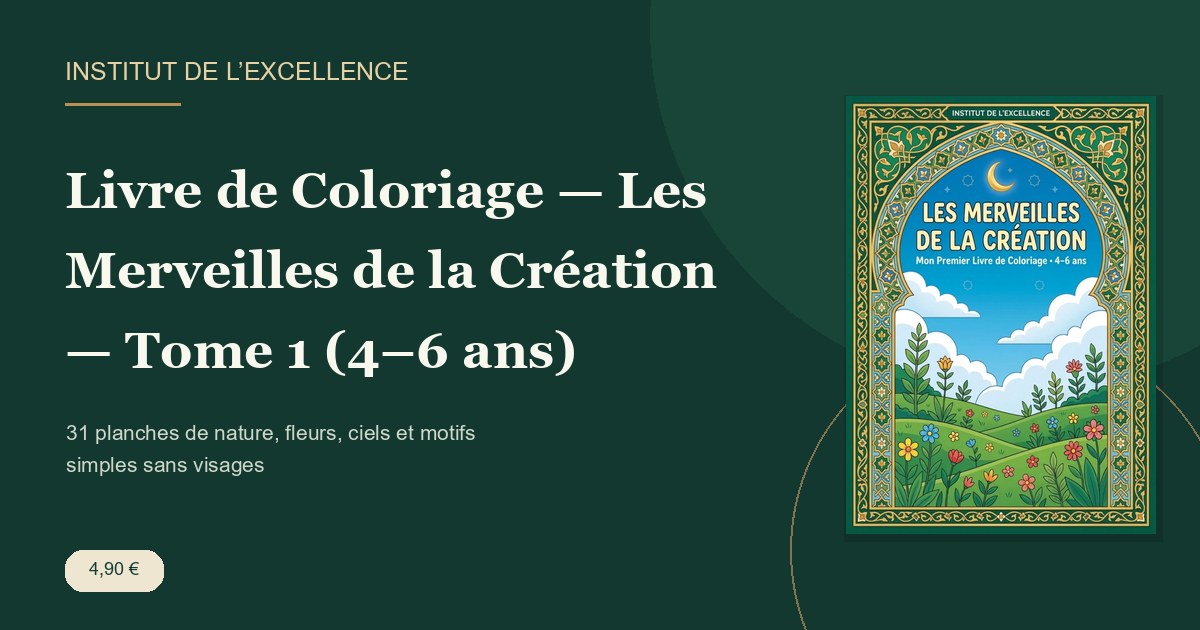 INSTITUT DE L’EXCELLENCE
Livre de Coloriage — Les
Merveilles de la Création
— Tome 1 (4–6 ans)
31 planches de nature, fleurs, ciels et motifs
simples sans visages
4,90 €
INSTITUT DE L'EXCELLENCE
LES MERVEILLES
DE LA CRÉATION
Mon Premier Livre de Coloriage • 4-6 ans